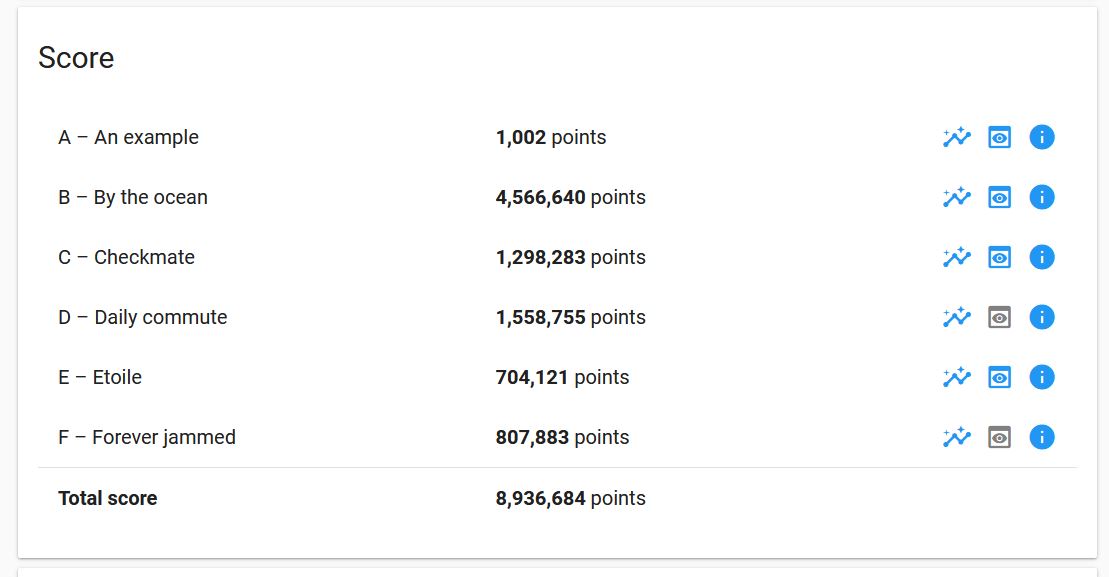 Score
A – An example 1,002 points
B – By the ocean 4,566,640 points
C – Checkmate 1,298,283 points
D – Daily commute 1,558,755 points
E – Etoile 704,121 points
F – Forever jammed 807,883 points
Total score 8,936,684 points